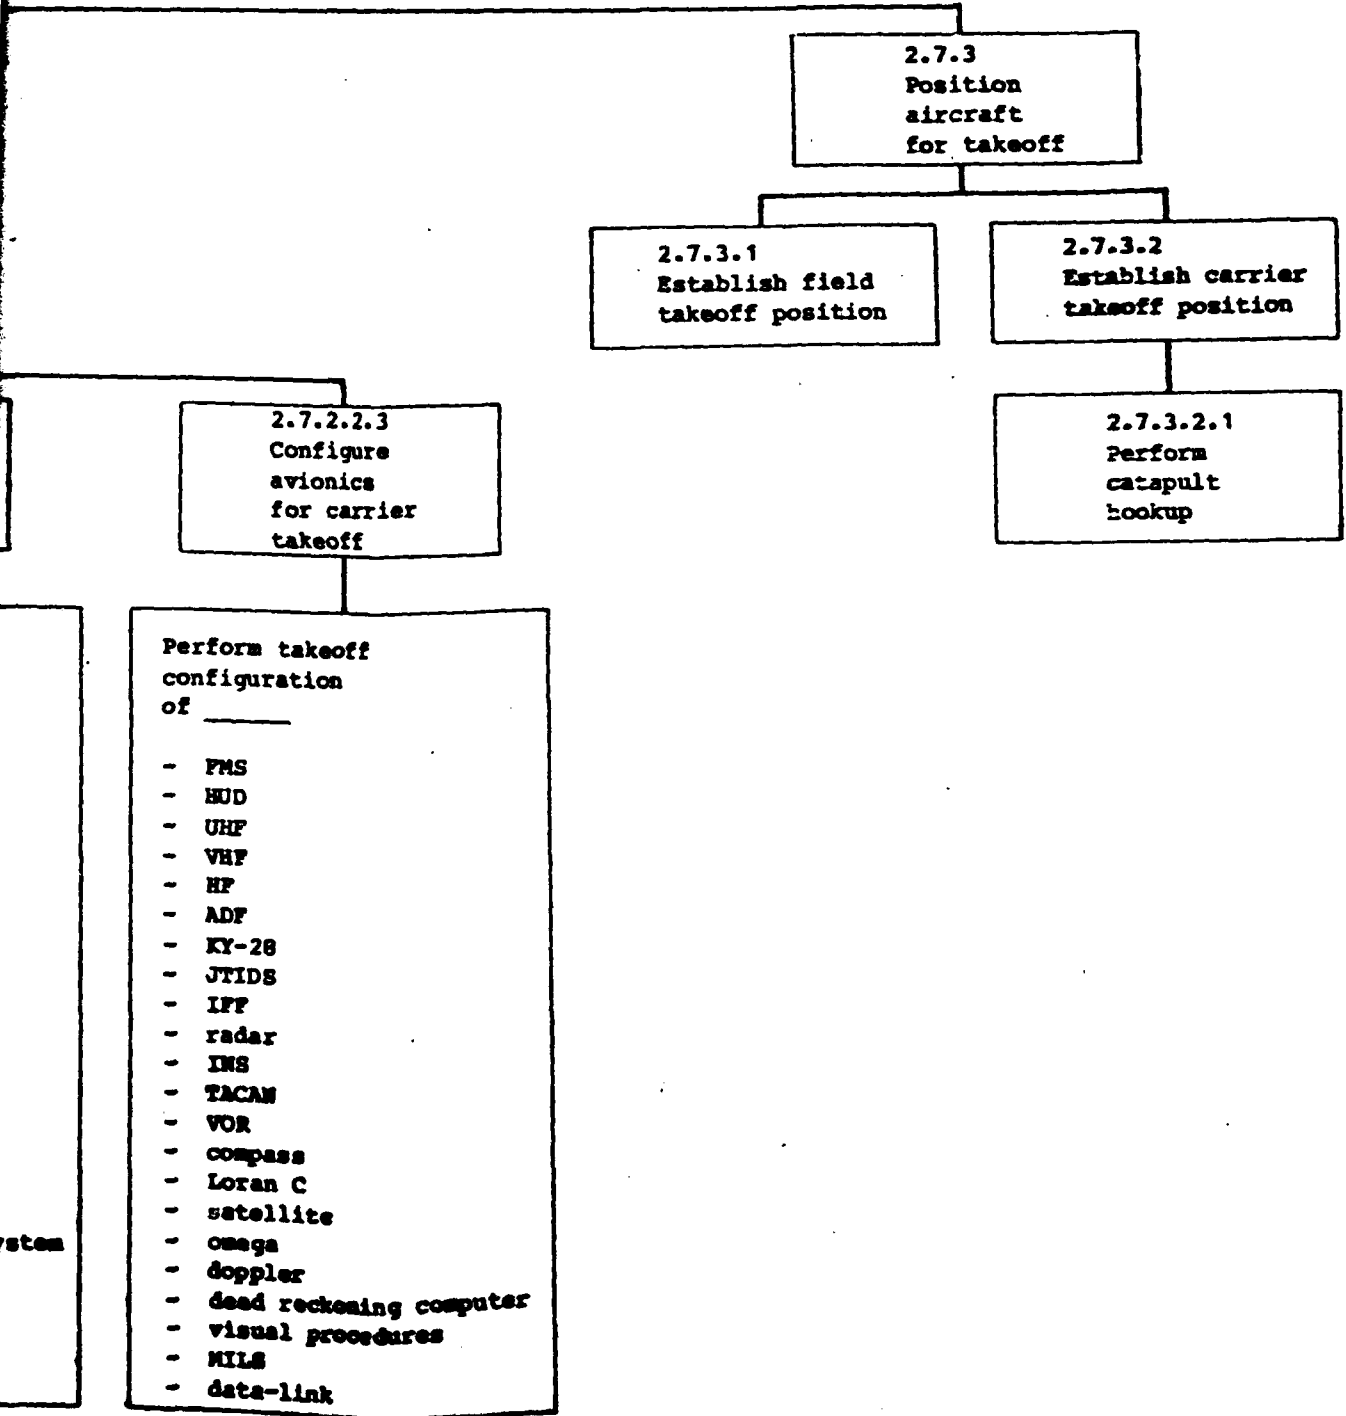 2.7.3
Position
aircraft
for takeoff
2.7.3.1
Establish field
takeoff position
2.7.3.2
Establish carrier
takeoff position
2.7.2.2.3
Configure
avionics
for carrier
takeoff
2.7.3.2.1
Perform
catapult
hookup
Perform takeoff
configuration
of ______
- FMS
- HUD
- UHF
- VHF
- HF
- ADF
- KY-28
- JTIDS
- IFF
- radar
- INS
- TACAN
- VOR
- compass
- Loran C
- satellite
- omega
- doppler
- dead reckoning computer
- visual procedures
- MILS
- data-link
ystem